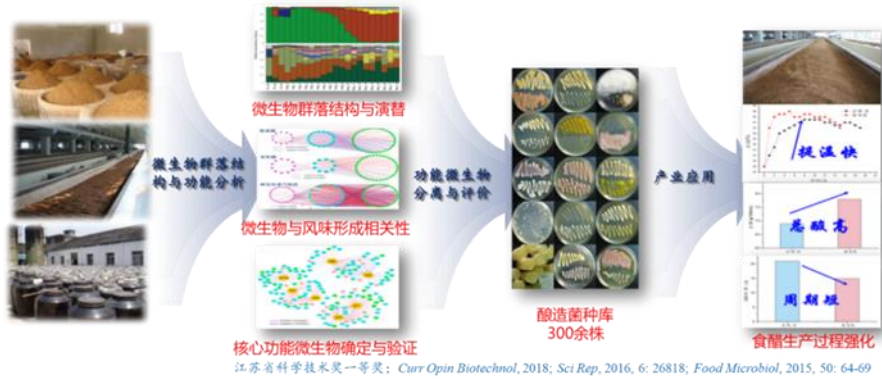 微生物群落结构与演替
微生物群落结
构与功能分析
微生物与风味形成相关性
核心功能微生物确定与验证
功能微生物
分离与评价
酿造菌种库
300余株
产业应用
提温快
总酸高
周期短
食醋生产过程强化
江苏省科学技术奖一等奖；Curr Opin Biotechnol, 2018; Sci Rep, 2016, 6: 26818; Food Microbiol, 2015, 50: 64-69